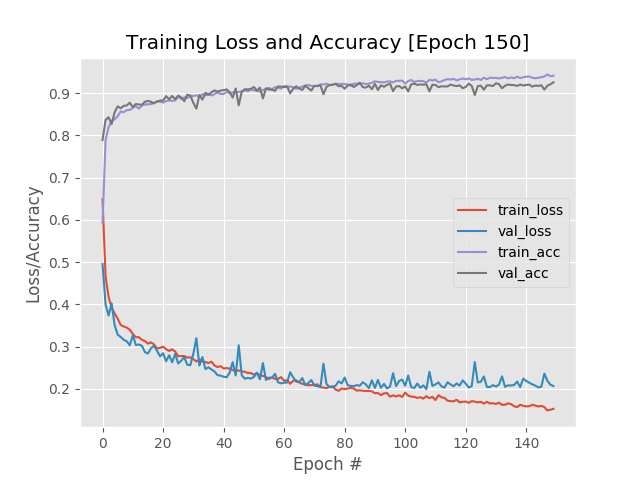 Training Loss and Accuracy [Epoch 150]
Loss/Accuracy
0.9
0.8
0.7
0.6
0.5
0.4
0.3
0.2
train_loss
val_loss
train_acc
val_acc
0 20 40 60 80 100 120 140
Epoch #